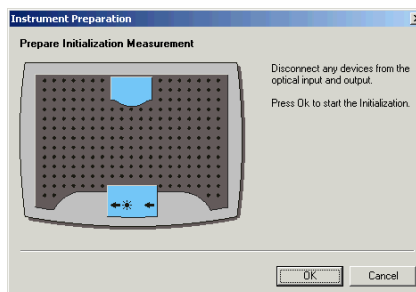 Instrument Preparation
Prepare Initialization Measurement
Disconnect any devices from the
optical input and output.
Press Ok to start the Initialization.
OK
Cancel